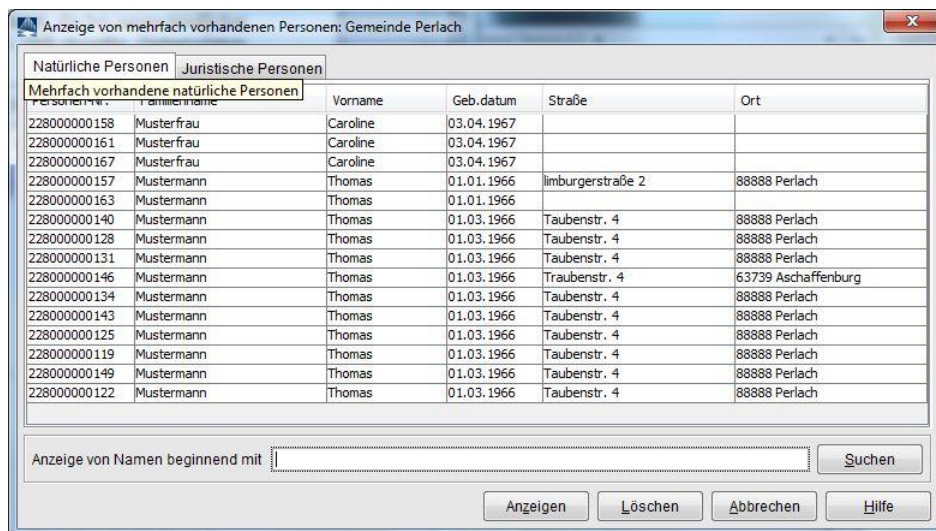 Anzeige von mehrfach vorhandenen Personen: Gemeinde Perlach
Natürliche Personen Juristische Personen
Mehrfach vorhandene natürliche Personen
Personen-Nr. Familienname Vorname Geb.datum Straße Ort
228000000158 Musterfrau Caroline 03.04.1967
228000000161 Musterfrau Caroline 03.04.1967
228000000167 Musterfrau Caroline 03.04.1967
228000000157 Mustermann Thomas 01.01.1966 limburgerstraße 2 88888 Perlach
228000000163 Mustermann Thomas 01.01.1966
228000000140 Mustermann Thomas 01.03.1966 Taubenstr. 4 88888 Perlach
228000000128 Mustermann Thomas 01.03.1966 Taubenstr. 4 88888 Perlach
228000000131 Mustermann Thomas 01.03.1966 Taubenstr. 4 88888 Perlach
228000000146 Mustermann Thomas 01.03.1966 Traubenstr. 4 63739 Aschaffenburg
228000000134 Mustermann Thomas 01.03.1966 Taubenstr. 4 88888 Perlach
228000000143 Mustermann Thomas 01.03.1966 Taubenstr. 4 88888 Perlach
228000000125 Mustermann Thomas 01.03.1966 Taubenstr. 4 88888 Perlach
228000000119 Mustermann Thomas 01.03.1966 Taubenstr. 4 88888 Perlach
228000000149 Mustermann Thomas 01.03.1966 Taubenstr. 4 88888 Perlach
228000000122 Mustermann Thomas 01.03.1966 Taubenstr. 4 88888 Perlach
Anzeige von Namen beginnend mit Suchen
Anzeigen Löschen Abbrechen Hilfe